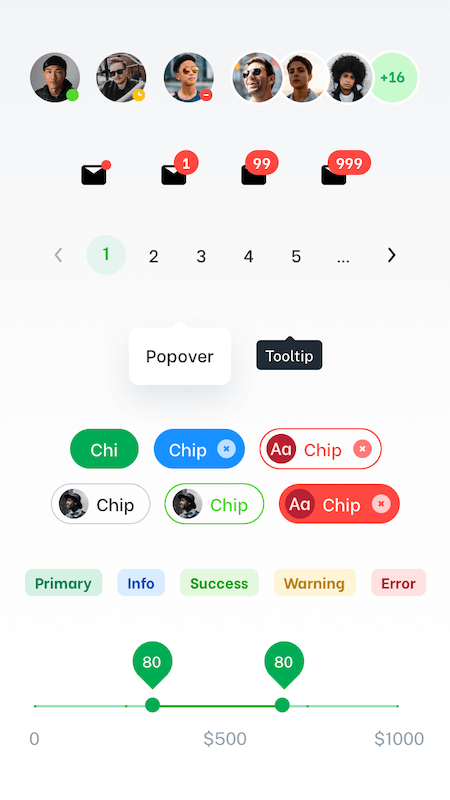 +16
1 99 999
1 2 3 4 5 ...
Popover Tooltip
Chi Chip Aa Chip
Chip Chip Aa Chip
Primary Info Success Warning Error
80 80
0 $500 $1000